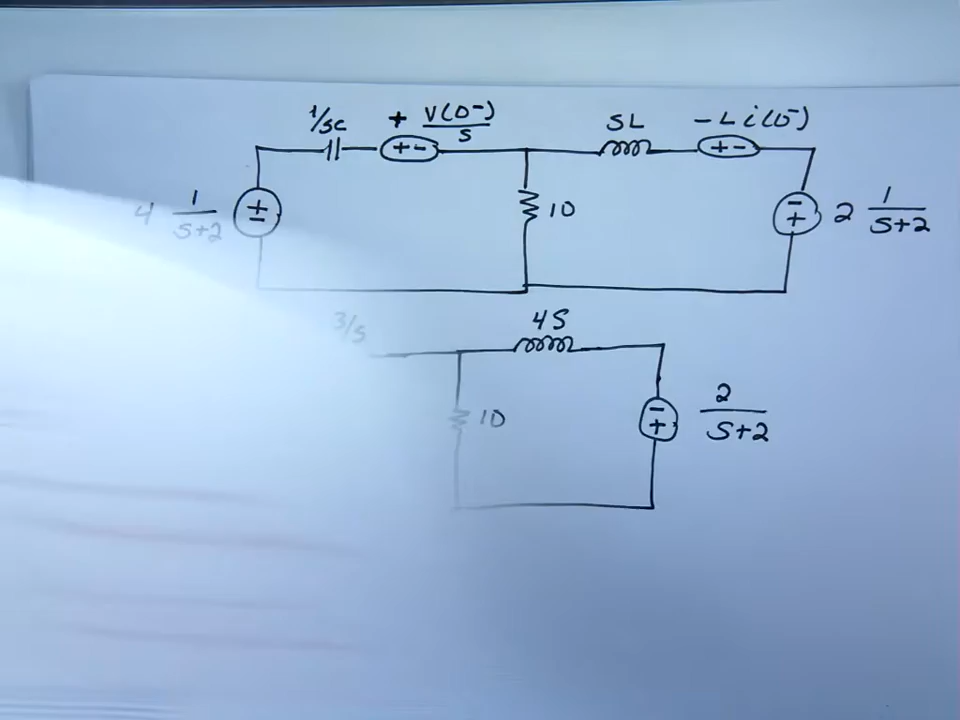 1/sc + V(0-)/s SL -Li(0-)
+ -
+ -
4 1/S+2 + - 10 - + 2 1/S+2
3/s 4S
10 - + 2/S+2